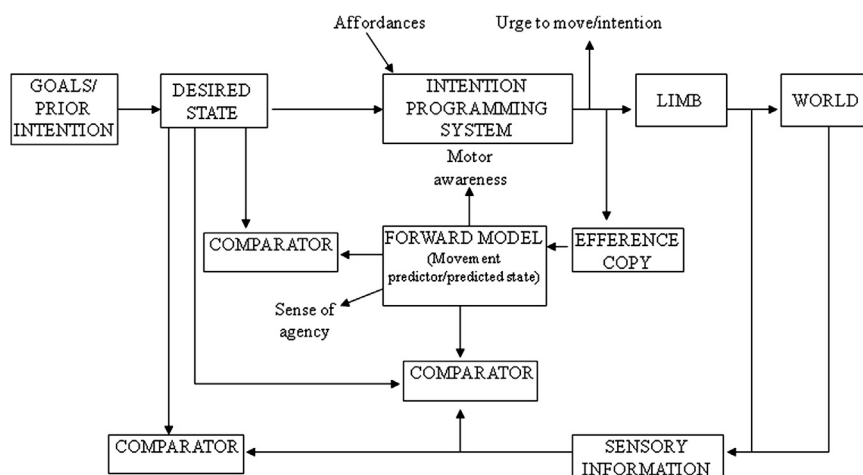 Affordances
Urge to move/intention
GOALS/
PRIOR
INTENTION
DESIRED
STATE
INTENTION
PROGRAMMING
SYSTEM
LIMB
WORLD
Motor
awareness
COMPARATOR
FORWARD MODEL
(Movement
predictor/predicted state)
EFFERENCE
COPY
Sense of
agency
COMPARATOR
COMPARATOR
SENSORY
INFORMATION